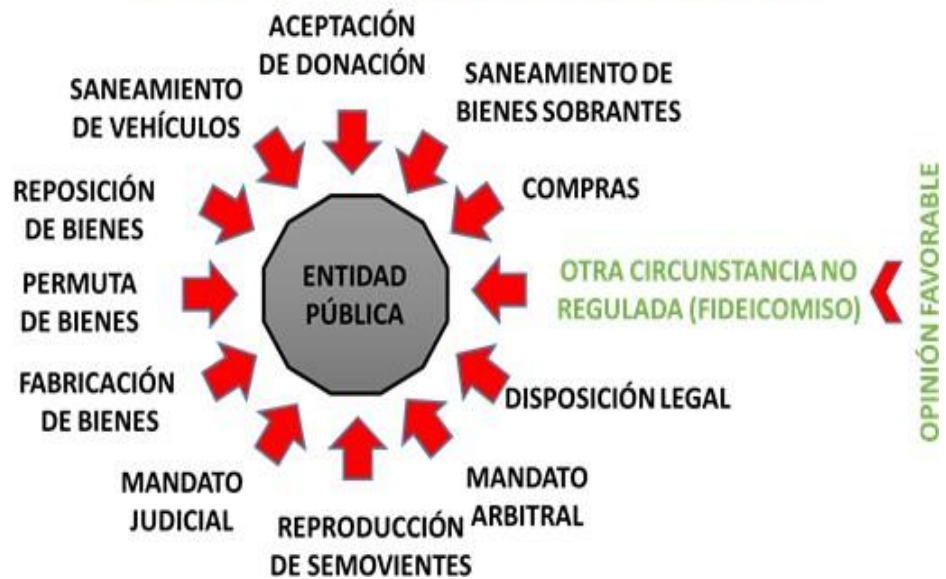 ACEPTACIÓN
DE DONACIÓN
SANEAMIENTO DE
BIENES SOBRANTES
COMPRAS
OTRA CIRCUNSTANCIA NO
REGULADA (FIDEICOMISO)
OPINIÓN FAVORABLE
DISPOSICIÓN LEGAL
MANDATO
ARBITRAL
REPRODUCCIÓN
DE SEMOVIENTES
MANDATO
JUDICIAL
FABRICACIÓN
DE BIENES
PERMUTA
DE BIENES
REPOSICIÓN
DE BIENES
SANEAMIENTO
DE VEHÍCULOS
ENTIDAD
PÚBLICA